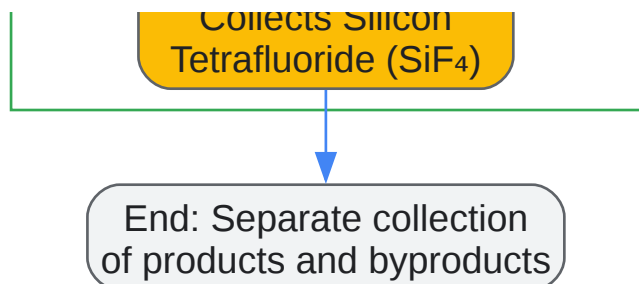 Collects Silicon
Tetrafluoride (SiF₄)
End: Separate collection
of products and byproducts